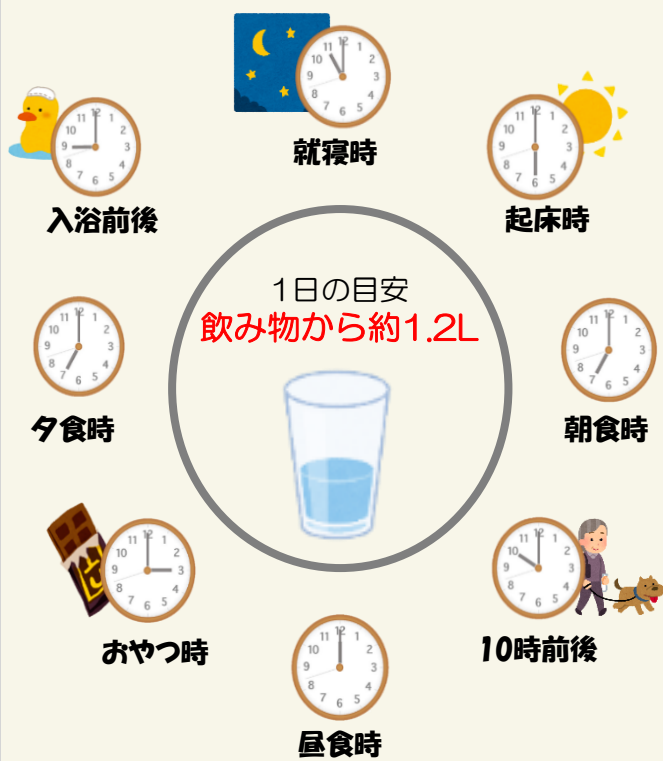 就寝時
起床時
朝食時
10時前後
昼食時
おやつ時
夕食時
入浴前後
1日の目安
飲み物から約1.2L